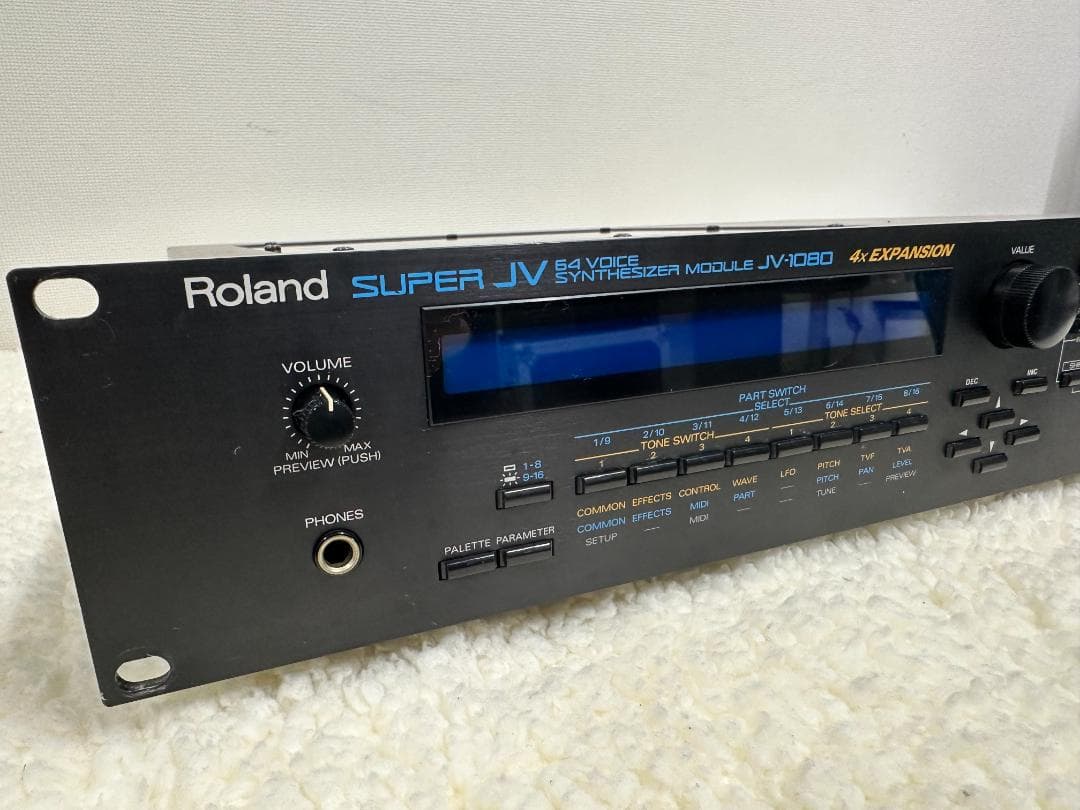 Roland SUPER JV 64 VOICE SYNTHESIZER MODULE JV-1080 4x EXPANSION
VALUE
VOLUME
MIN MAX
PREVIEW (PUSH)
PHONES
PART SWITCH
SELECT
1/9 2/10 3/11 4/12 5/13 6/14 7/15 8/16
TONE SWITCH TONE SELECT
1 2 3 4 1 2 3 4
1-8
9-16
COMMON EFFECTS CONTROL WAVE LFO PITCH TVF TVA
COMMON EFFECTS MIDI PART PITCH PAN LEVEL
SETUP MIDI TUNE PREVIEW
PALETTE PARAMETER
DEC INC